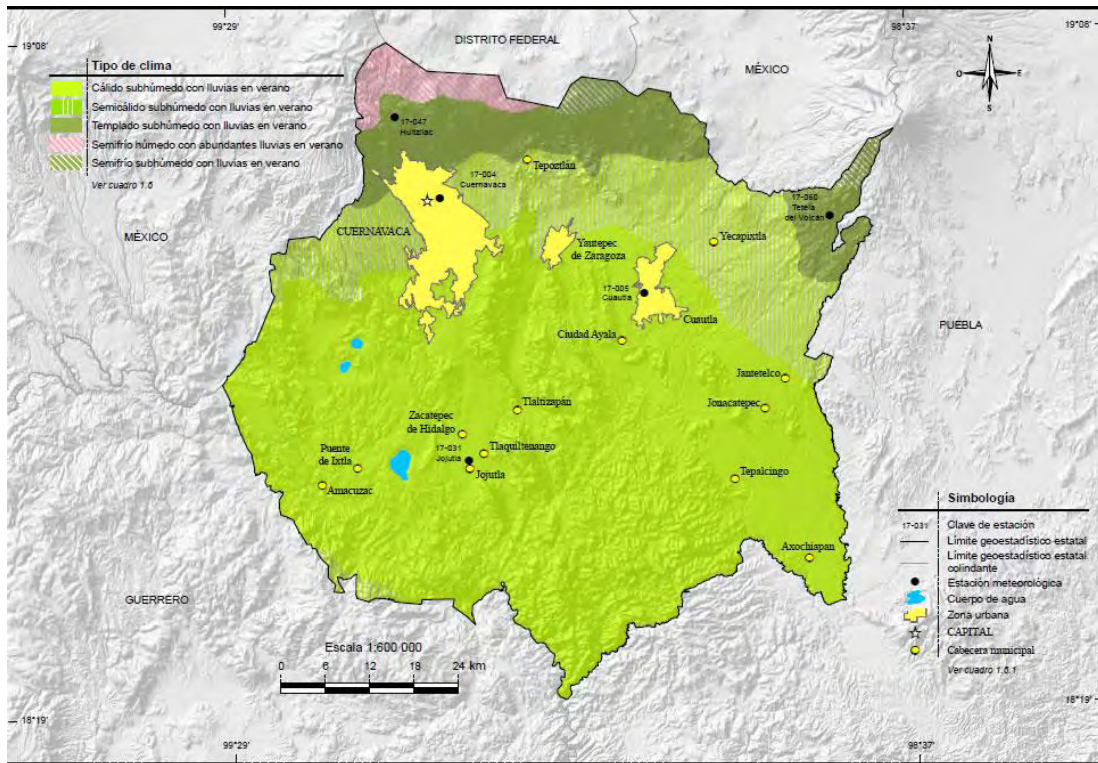 99°29'
98°37'
19°08'
19°08'
DISTRITO FEDERAL
MÉXICO
N
O
E
S
Tipo de clima
Cálido subhúmedo con lluvias en verano
Semicálido subhúmedo con lluvias en verano
Templado subhúmedo con lluvias en verano
Semifrío húmedo con abundantes lluvias en verano
Semifrío subhúmedo con lluvias en verano
Ver cuadro 1.6
17-047
Huitzilac
Tepoztlán
17-004
Cuernavaca
CUERNAVACA
MÉXICO
17-060
Tetela
del Volcán
Yautepec
de Zaragoza
Yecapixtla
17-005
Cuautla
Cuautla
Ciudad Ayala
PUEBLA
Jantetelco
Jonacatepec
Tlaltizapán
Zacatepec
de Hidalgo
Tlaquiltenango
17-031
Jojutla
Jojutla
Puente
de Ixtla
Amacuzac
Tepalcingo
Axochiapan
GUERRERO
Simbología
17-031 Clave de estación
Límite geoestadístico estatal
Límite geoestadístico estatal
colindante
Estación meteorológica
Cuerpo de agua
Zona urbana
CAPITAL
Cabecera municipal
Ver cuadro 1.6.1
Escala 1:600 000
0 6 12 18 24 km
18°19'
18°19'
99°29'
98°37'